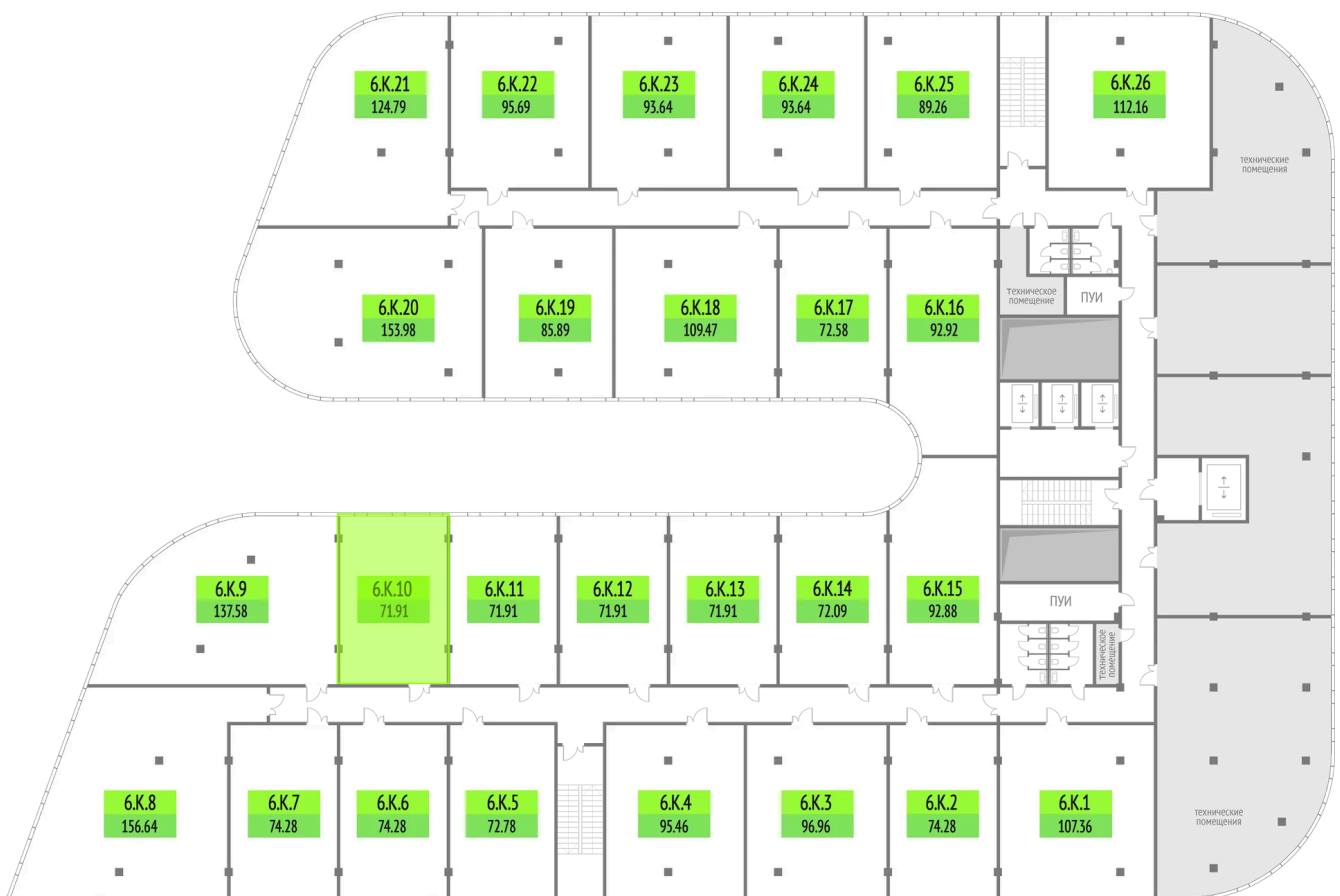 6.К.21
124.79
6.К.22
95.69
6.К.23
93.64
6.К.24
93.64
6.К.25
89.26
6.К.26
112.16
технические
помещения
6.К.20
153.98
6.К.19
85.89
6.К.18
109.47
6.К.17
72.58
6.К.16
92.92
техническое
помещение
ПУИ
6.К.9
137.58
6.К.10
71.91
6.К.11
71.91
6.К.12
71.91
6.К.13
71.91
6.К.14
72.09
6.К.15
92.88
ПУИ
техническое
помещение
6.К.8
156.64
6.К.7
74.28
6.К.6
74.28
6.К.5
72.78
6.К.4
95.46
6.К.3
96.96
6.К.2
74.28
6.К.1
107.36
технические
помещения